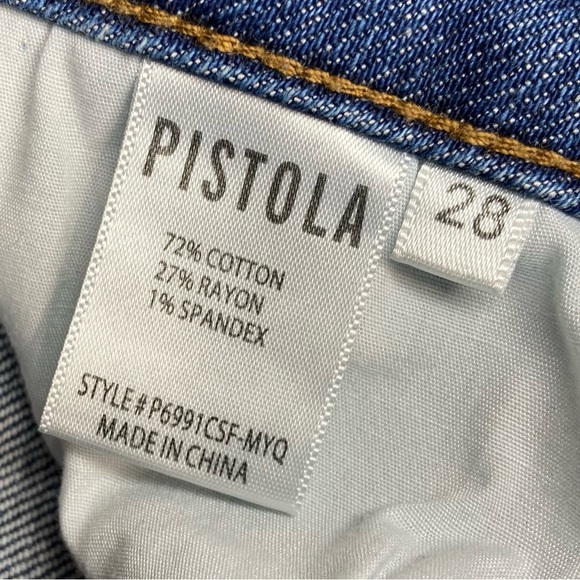 PISTOLA
72% COTTON
27% RAYON
1% SPANDEX
STYLE# P6991CSF-MYQ
MADE IN CHINA
28